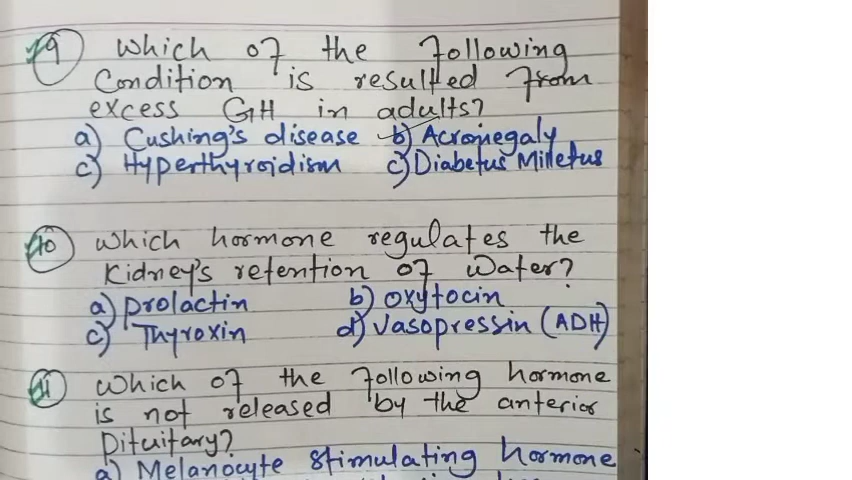 9 Which of the following
Condition is resulted from
excess GH in adults?
a) Cushing's disease b) Acromegaly
c) Hyperthyroidism c) Diabetus Milletus
10 Which hormone regulates the
Kidney's retention of Water?
a) Prolactin b) Oxytocin
c) Thyroxin d) Vasopressin (ADH)
11 Which of the following hormone
is not released by the anterior
Pituitary?
a) Melanocyte stimulating hormone